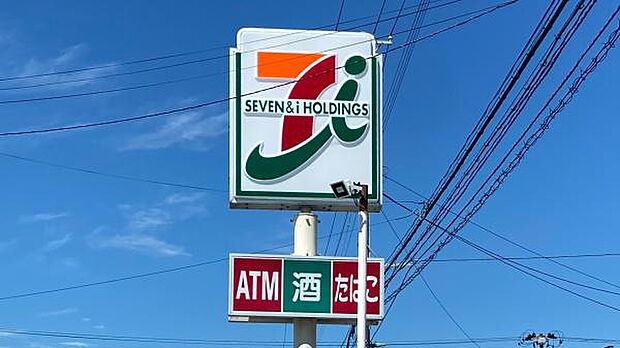 SEVEN&i HOLDINGS
ATM 酒 たばこ